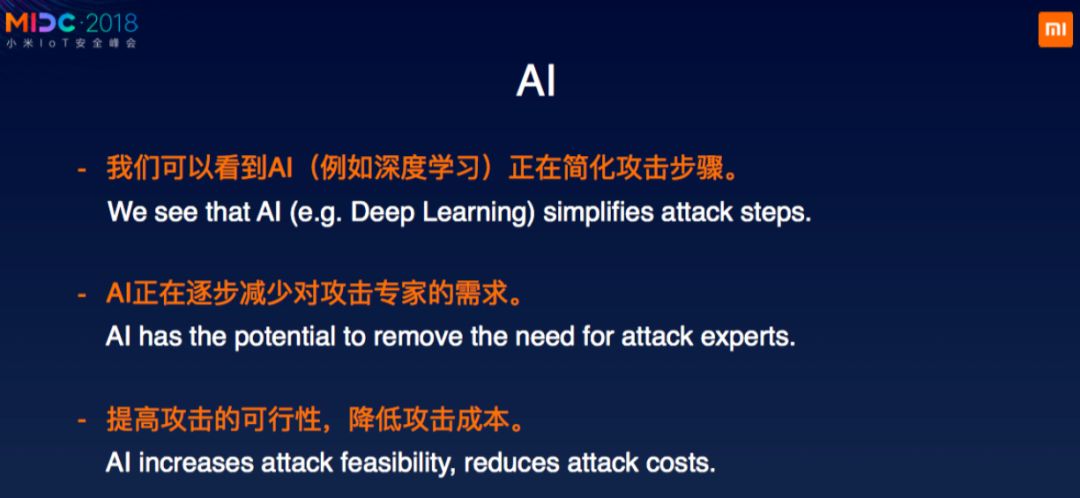 MIDC·2018
小米IoT安全峰会
AI
- 我们可以看到AI（例如深度学习）正在简化攻击步骤。
We see that AI (e.g. Deep Learning) simplifies attack steps.
- AI正在逐步减少对攻击专家的需求。
AI has the potential to remove the need for attack experts.
- 提高攻击的可行性，降低攻击成本。
AI increases attack feasibility, reduces attack costs.